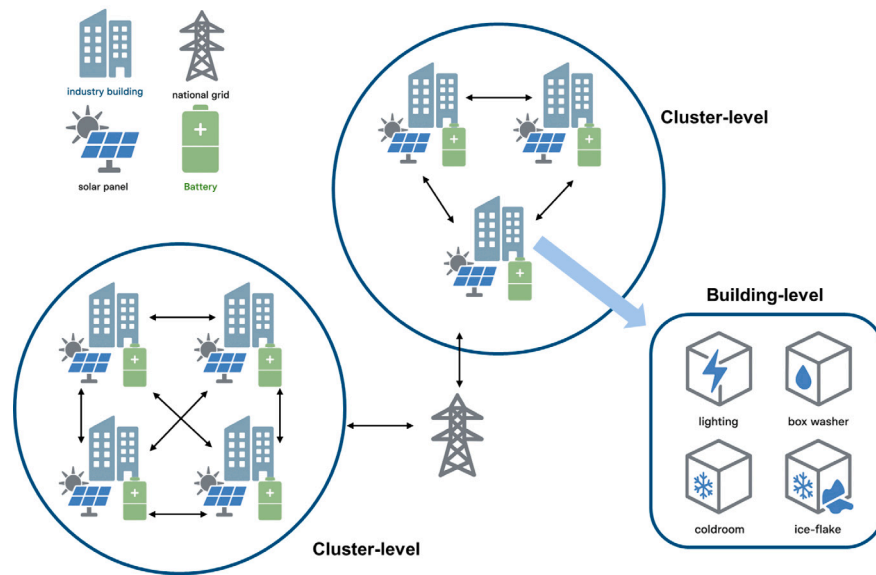 industry building
national grid
solar panel
Battery
Cluster-level
Building-level
lighting
box washer
coldroom
ice-flake
Cluster-level